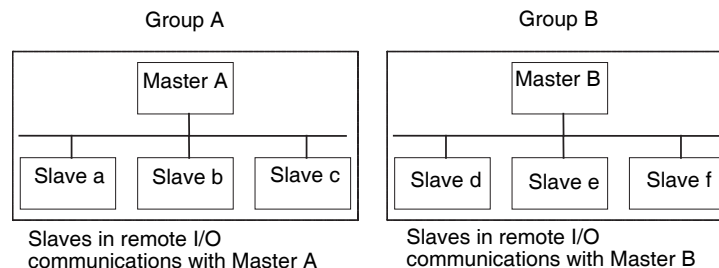 Group A
Group B
Master A
Master B
Slave a
Slave b
Slave c
Slave d
Slave e
Slave f
Slaves in remote I/O
communications with Master A
Slaves in remote I/O
communications with Master B